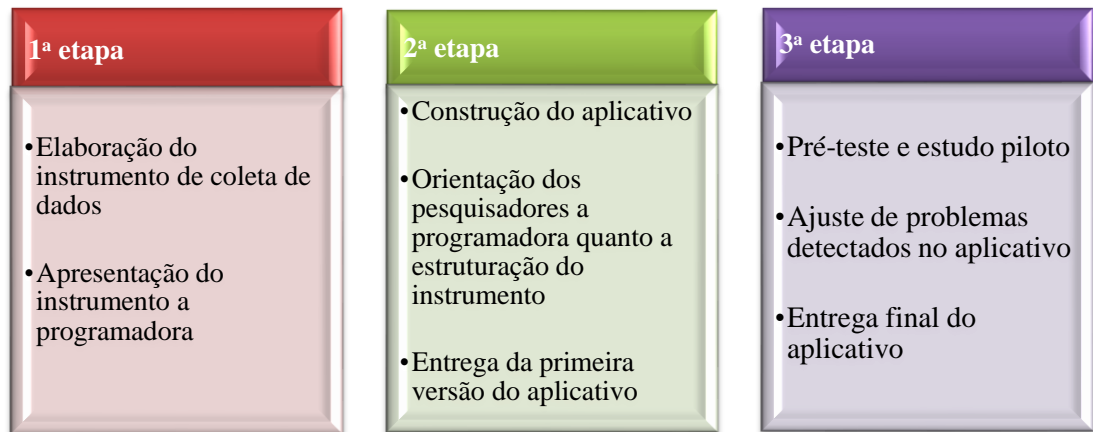 1ª etapa
•Elaboração do
instrumento de coleta de
dados
•Apresentação do
instrumento a
programadora
2ª etapa
•Construção do aplicativo
•Orientação dos
pesquisadores a
programadora quanto a
estruturação do
instrumento
•Entrega da primeira
versão do aplicativo
3ª etapa
•Pré-teste e estudo piloto
•Ajuste de problemas
detectados no aplicativo
•Entrega final do
aplicativo